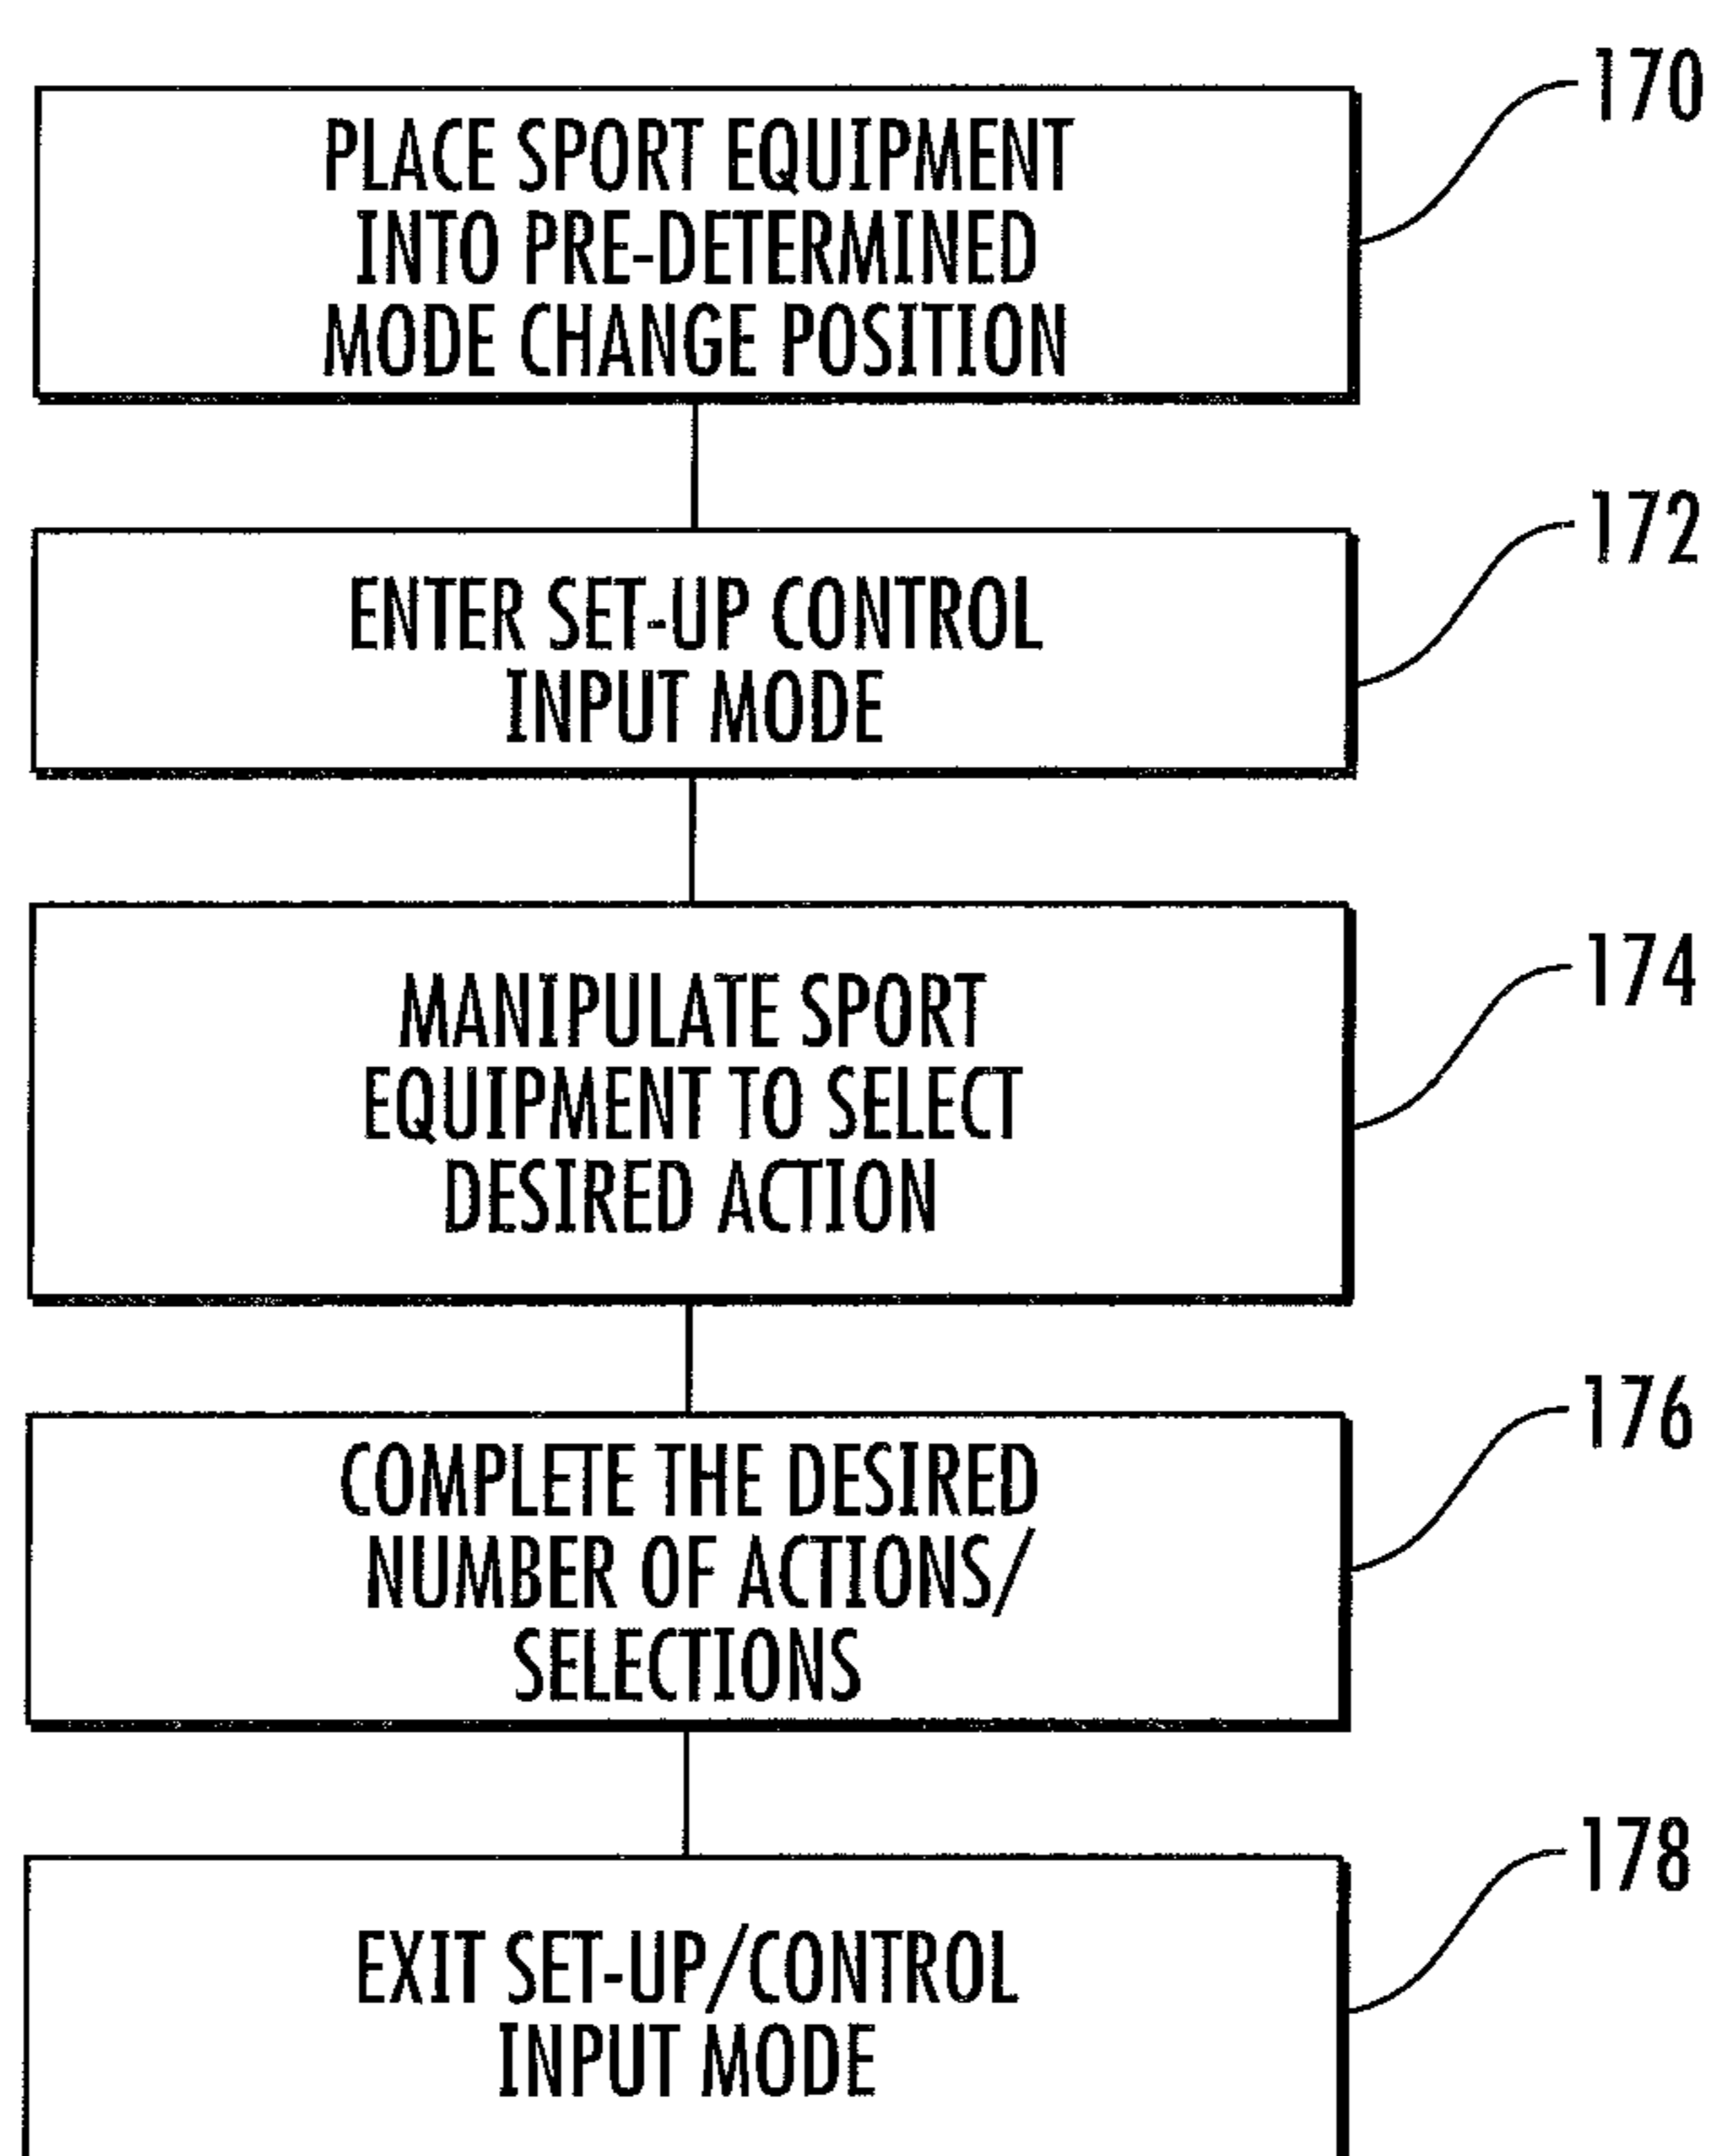 170
PLACE SPORT EQUIPMENT
INTO PRE-DETERMINED
MODE CHANGE POSITION
172
ENTER SET-UP CONTROL
INPUT MODE
174
MANIPULATE SPORT
EQUIPMENT TO SELECT
DESIRED ACTION
176
COMPLETE THE DESIRED
NUMBER OF ACTIONS/
SELECTIONS
178
EXIT SET-UP/CONTROL
INPUT MODE